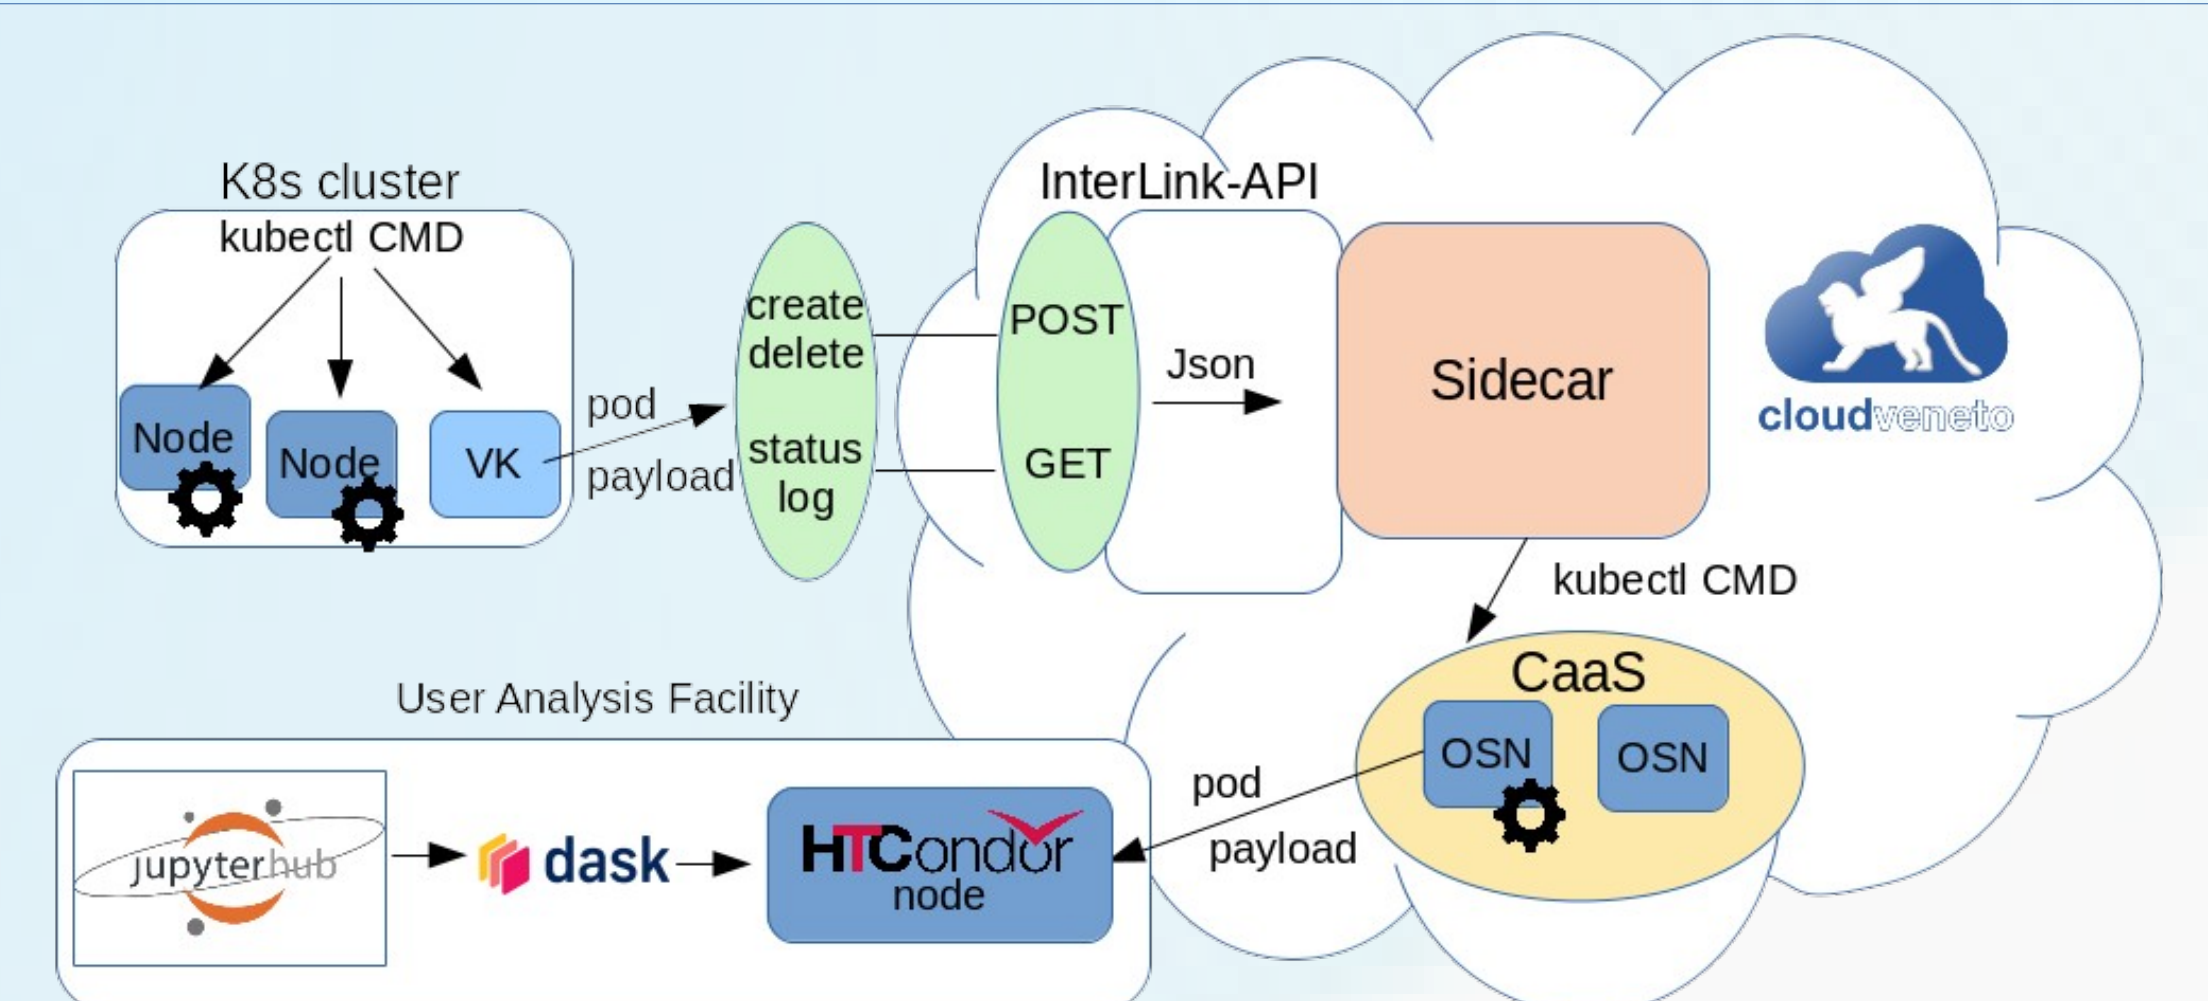 K8s cluster
kubectl CMD
Node
Node
VK
pod
payload
create
delete
status
log
InterLink-API
POST
GET
Json
Sidecar
cloudveneto
kubectl CMD
CaaS
OSN
OSN
pod
payload
User Analysis Facility
jupyterhub
dask
HTCondor
node